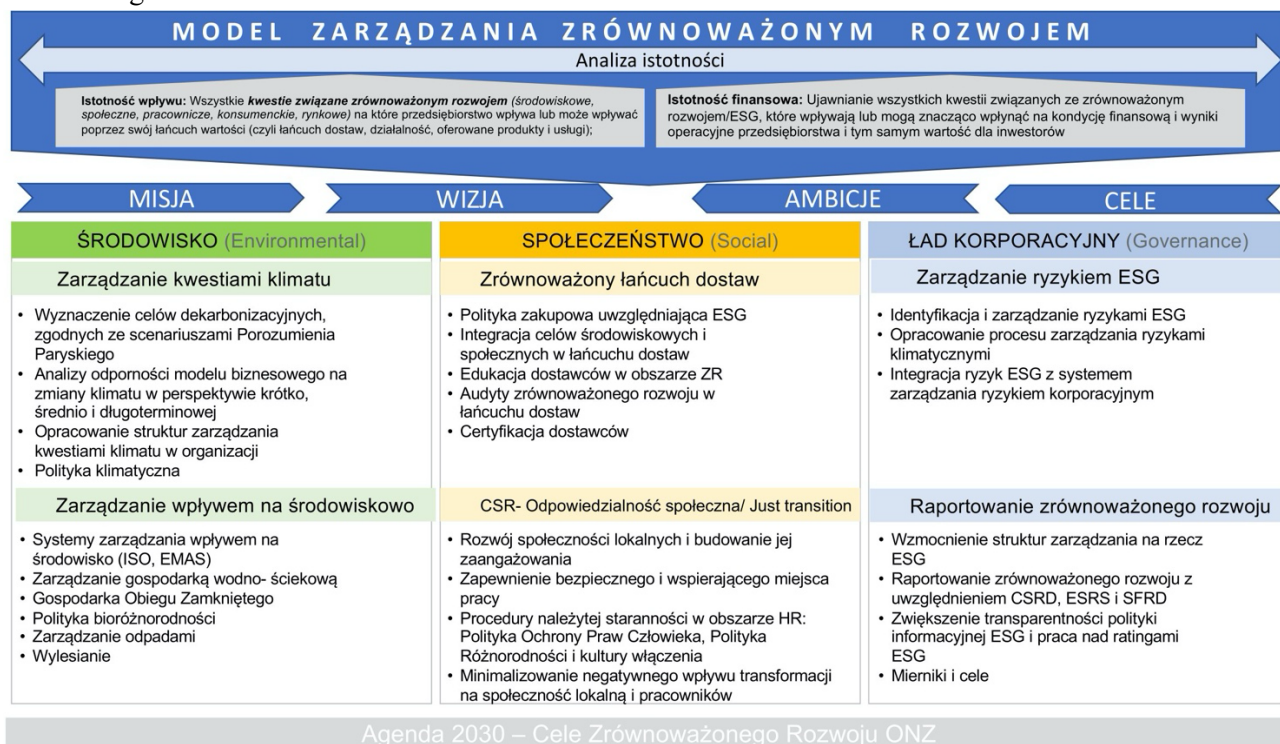 MODEL ZARZĄDZANIA ZRÓWNOWAŻONYM ROZWOJEM
Analiza istotności
Istotność wpływu: Wszystkie kwestie związane zrównoważonym rozwojem (środowiskowe,
społeczne, pracownicze, konsumenckie, rynkowe) na które przedsiębiorstwo wpływa lub może wpływać
poprzez swój łańcuch wartości (czyli łańcuch dostaw, działalność, oferowane produkty i usługi);
Istotność finansowa: Ujawnianie wszystkich kwestii związanych ze zrównoważonym
rozwojem/ESG, które wpływają lub mogą znacząco wpłynąć na kondycję finansową i wyniki
operacyjne przedsiębiorstwa i tym samym wartość dla inwestorów
MISJA
WIZJA
AMBICJE
CELE
ŚRODOWISKO (Environmental)
Zarządzanie kwestiami klimatu
• Wyznaczenie celów dekarbonizacyjnych,
zgodnych ze scenariuszami Porozumienia
Paryskiego
• Analizy odporności modelu biznesowego na
zmiany klimatu w perspektywie krótko,
średnio i długoterminowej
• Opracowanie struktur zarządzania
kwestiami klimatu w organizacji
• Polityka klimatyczna
Zarządzanie wpływem na środowiskowo
• Systemy zarządzania wpływem na
środowisko (ISO, EMAS)
• Zarządzanie gospodarką wodno- ściekową
• Gospodarka Obiegu Zamkniętego
• Polityka bioróżnorodności
• Zarządzanie odpadami
• Wylesianie
SPOŁECZEŃSTWO (Social)
Zrównoważony łańcuch dostaw
• Polityka zakupowa uwzględniająca ESG
• Integracja celów środowiskowych i
społecznych w łańcuchu dostaw
• Edukacja dostawców w obszarze ZR
• Audyty zrównoważonego rozwoju w
łańcuchu dostaw
• Certyfikacja dostawców
CSR- Odpowiedzialność społeczna/ Just transition
• Rozwój społeczności lokalnych i budowanie jej
zaangażowania
• Zapewnienie bezpiecznego i wspierającego miejsca
pracy
• Procedury należytej staranności w obszarze HR:
Polityka Ochrony Praw Człowieka, Polityka
Różnorodności i kultury włączenia
• Minimalizowanie negatywnego wpływu transformacji
na społeczność lokalną i pracowników
ŁAD KORPORACYJNY (Governance)
Zarządzanie ryzykiem ESG
• Identyfikacja i zarządzanie ryzykami ESG
• Opracowanie procesu zarządzania ryzykami
klimatycznymi
• Integracja ryzyk ESG z systemem
zarządzania ryzykiem korporacyjnym
Raportowanie zrównoważonego rozwoju
• Wzmocnienie struktur zarządzania na rzecz
ESG
• Raportowanie zrównoważonego rozwoju z
uwzględnieniem CSRD, ESRS i SFRD
• Zwiększenie transparentności polityki
informacyjnej ESG i praca nad ratingami
ESG
• Mierniki i cele
Agenda 2030 – Cele Zrównoważonego Rozwoju ONZ